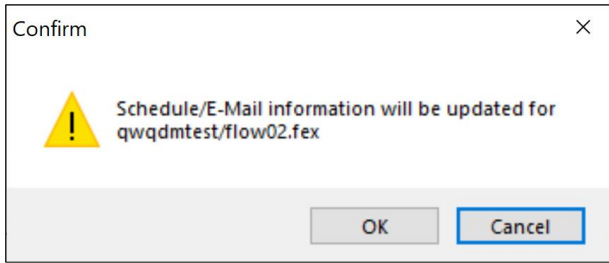 Confirm
Schedule/E-Mail information will be updated for
qwqdmtest/flow02.fex
OK
Cancel